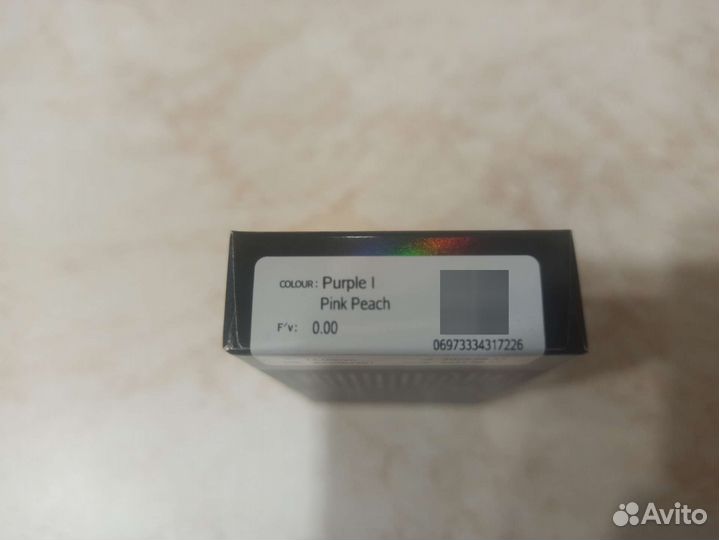 COLOUR: Purple I
Pink Peach
F'v: 0.00
06973334317226
Avito